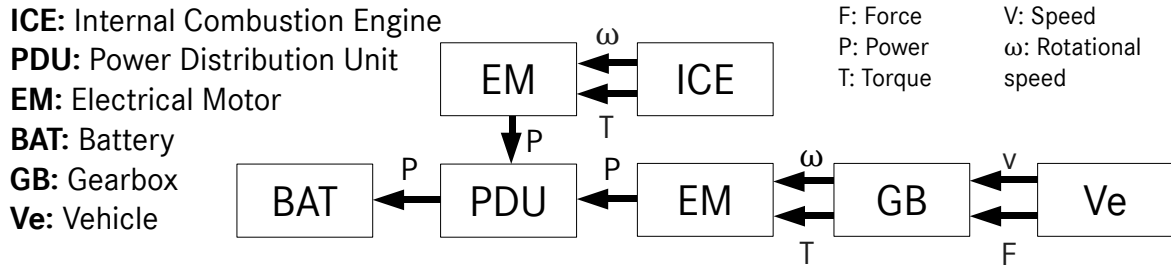 ICE: Internal Combustion Engine
PDU: Power Distribution Unit
EM: Electrical Motor
BAT: Battery
GB: Gearbox
Ve: Vehicle
F: Force
P: Power
T: Torque
V: Speed
ω: Rotational
speed
ω
EM
ICE
T
P
P
P
ω
v
BAT
PDU
EM
GB
Ve
T
F